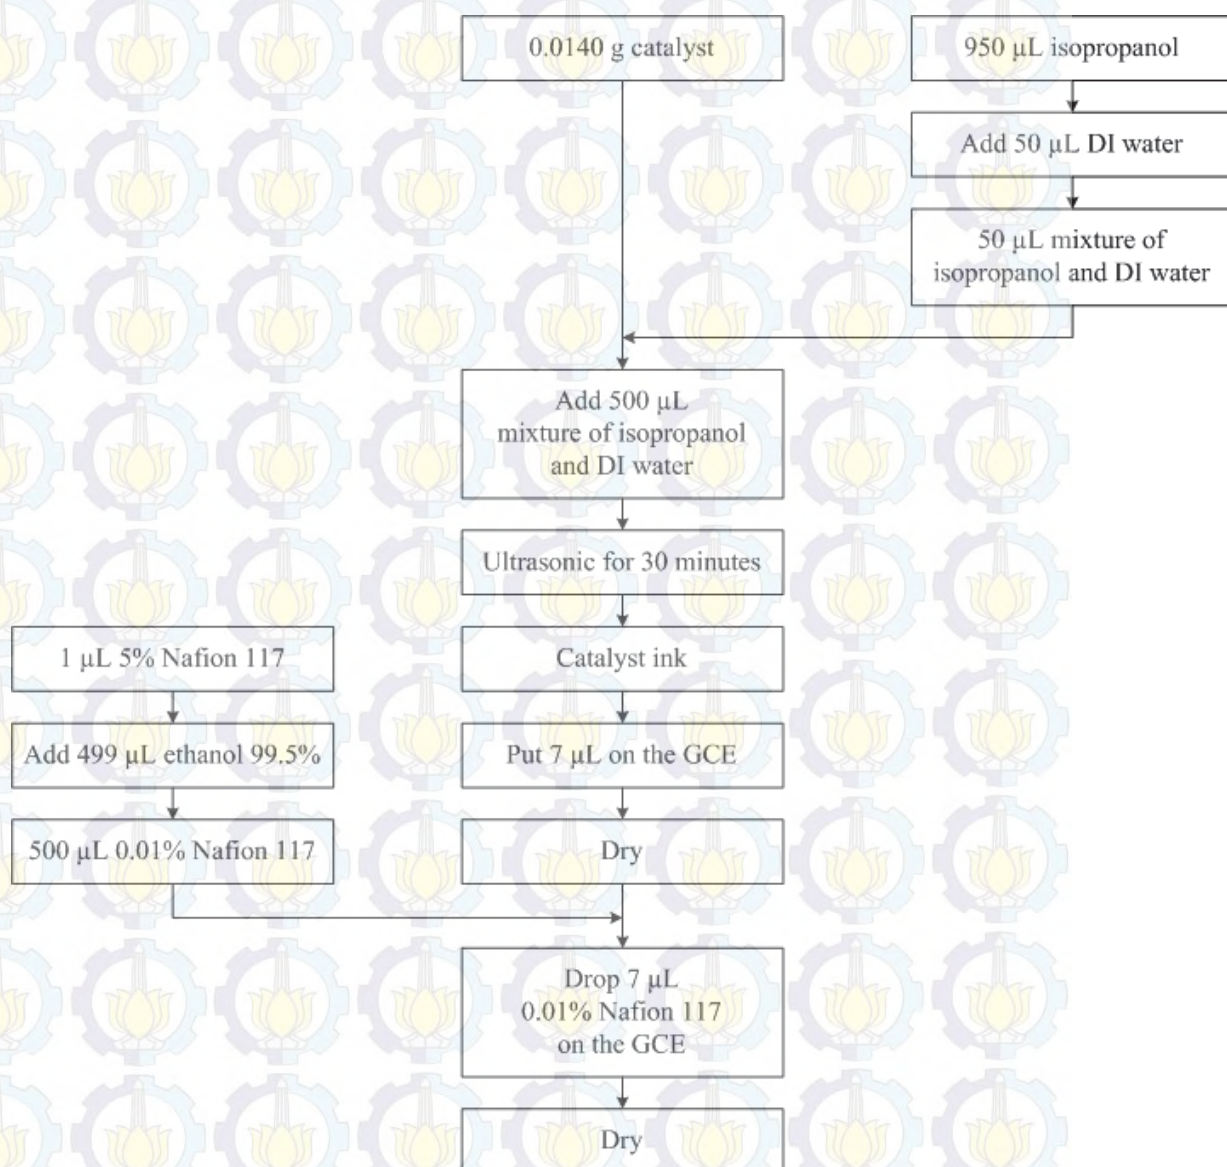 0.0140 g catalyst
950 µL isopropanol
Add 50 µL DI water
50 µL mixture of
isopropanol and DI water
Add 500 µL
mixture of isopropanol
and DI water
Ultrasonic for 30 minutes
1 µL 5% Nafion 117
Catalyst ink
Add 499 µL ethanol 99.5%
Put 7 µL on the GCE
500 µL 0.01% Nafion 117
Dry
Drop 7 µL
0.01% Nafion 117
on the GCE
Dry